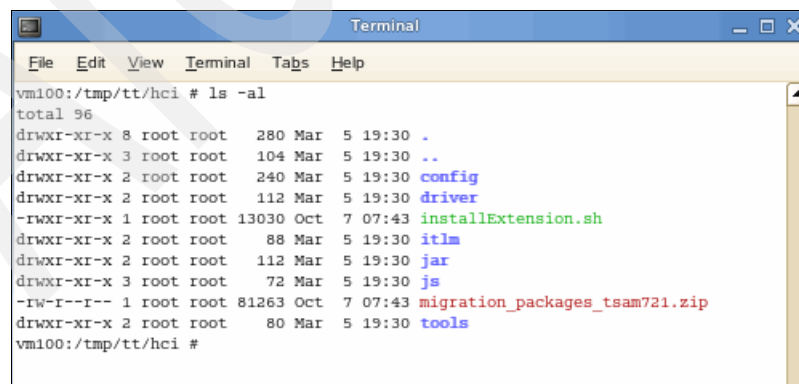 Terminal
File Edit View Terminal Tabs Help
vm100:/tmp/tt/hci # ls -al
total 96
drwxr-xr-x 8 root root   280 Mar  5 19:30 .
drwxr-xr-x 3 root root   104 Mar  5 19:30 ..
drwxr-xr-x 2 root root   240 Mar  5 19:30 config
drwxr-xr-x 2 root root   112 Mar  5 19:30 driver
-rwxr-xr-x 1 root root 13030 Oct  7 07:43 installExtension.sh
drwxr-xr-x 2 root root    88 Mar  5 19:30 itlm
drwxr-xr-x 2 root root   112 Mar  5 19:30 jar
drwxr-xr-x 3 root root    72 Mar  5 19:30 js
-rw-r--r-- 1 root root 81263 Oct  7 07:43 migration_packages_tsam721.zip
drwxr-xr-x 2 root root    80 Mar  5 19:30 tools
vm100:/tmp/tt/hci #